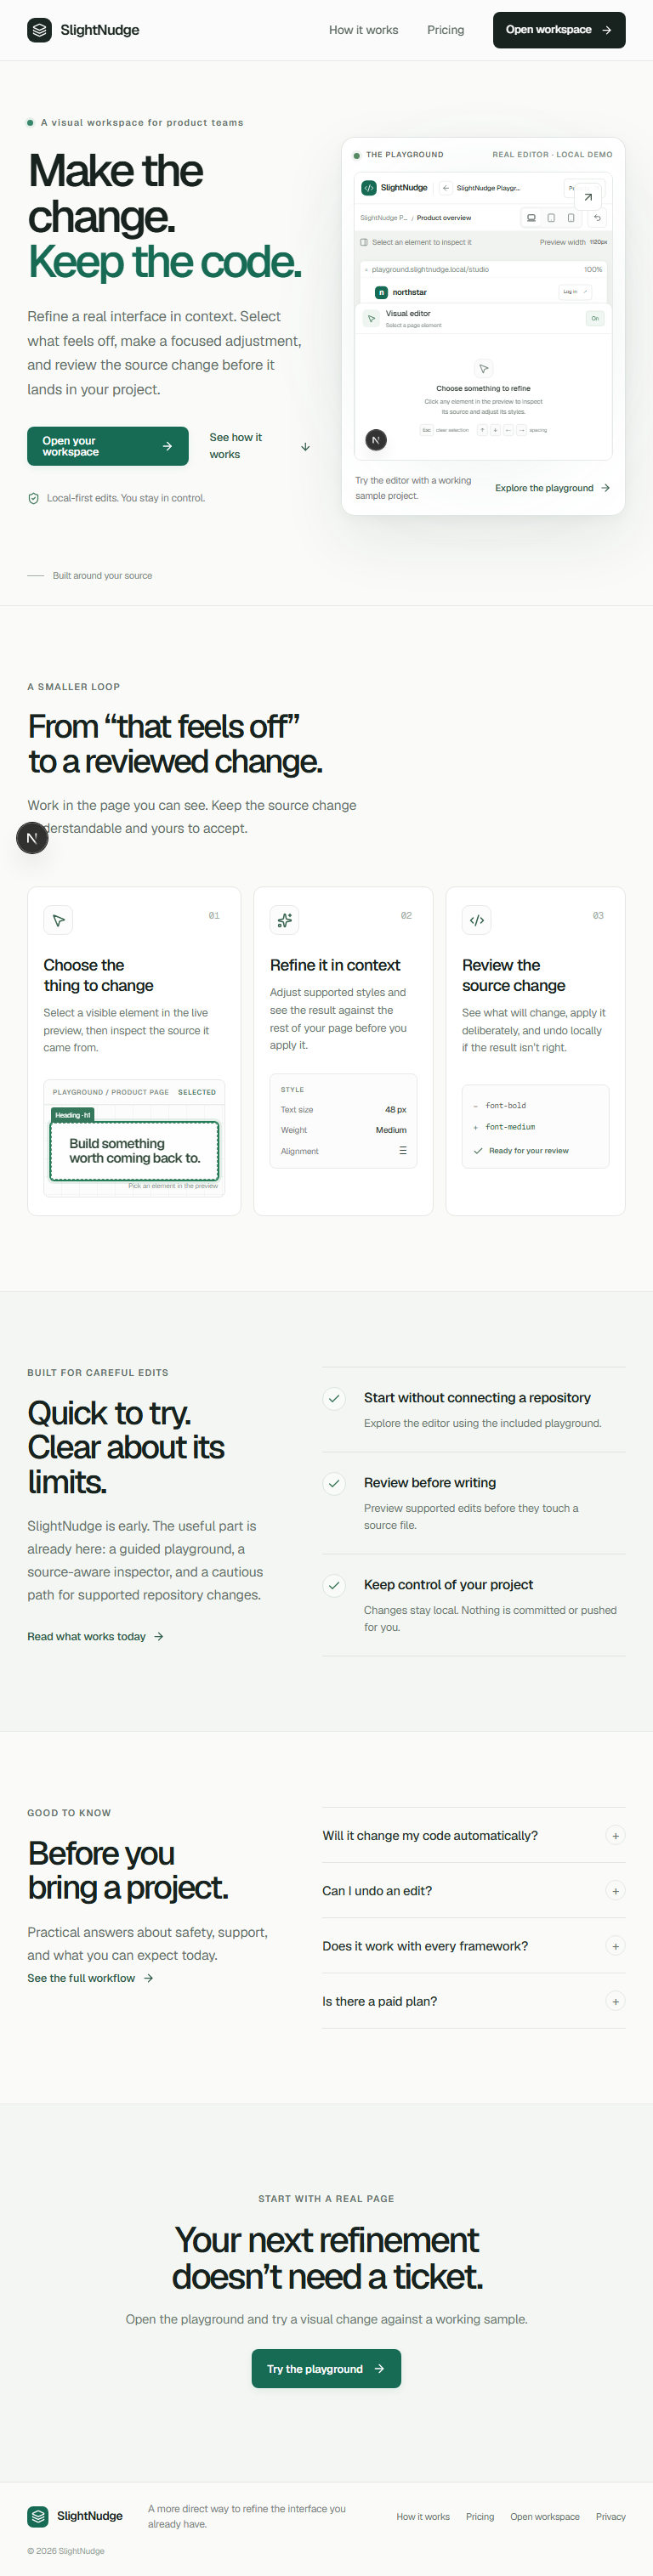 SlightNudge
How it works
Pricing
Open workspace
A visual workspace for product teams
Make the
change.
Keep the code.
Refine a real interface in context. Select
what feels off, make a focused adjustment,
and review the source change before it
lands in your project.
Open your
workspace
See how it
works
Local-first edits. You stay in control.
THE PLAYGROUND
REAL EDITOR · LOCAL DEMO
SlightNudge
SlightNudge Playgr...
SlightNudge P... / Product overview
Select an element to inspect it
Preview width 1120px
playground.slightnudge.local/studio
100%
n northstar
Log in
Visual editor
Select a page element
On
Choose something to refine
Click any element in the preview to inspect
its source and adjust its styles.
Esc clear selection ↑ ↓ ← → spacing
N
Try the editor with a working
sample project.
Explore the playground
Built around your source
A SMALLER LOOP
From “that feels off”
to a reviewed change.
Work in the page you can see. Keep the source change
derstandable and yours to accept.
N
01
Choose the
thing to change
Select a visible element in the live
preview, then inspect the source it
came from.
PLAYGROUND / PRODUCT PAGE SELECTED
Heading · h1
Build something
worth coming back to.
Pick an element in the preview
02
Refine it in context
Adjust supported styles and
see the result against the
rest of your page before you
apply it.
STYLE
Text size 48 px
Weight Medium
Alignment
03
Review the
source change
See what will change, apply it
deliberately, and undo locally
if the result isn’t right.
− font-bold
+ font-medium
Ready for your review
BUILT FOR CAREFUL EDITS
Quick to try.
Clear about its
limits.
SlightNudge is early. The useful part is
already here: a guided playground, a
source-aware inspector, and a cautious
path for supported repository changes.
Read what works today
Start without connecting a repository
Explore the editor using the included playground.
Review before writing
Preview supported edits before they touch a
source file.
Keep control of your project
Changes stay local. Nothing is committed or pushed
for you.
GOOD TO KNOW
Before you
bring a project.
Practical answers about safety, support,
and what you can expect today.
See the full workflow
Will it change my code automatically?
+
Can I undo an edit?
+
Does it work with every framework?
+
Is there a paid plan?
+
START WITH A REAL PAGE
Your next refinement
doesn’t need a ticket.
Open the playground and try a visual change against a working sample.
Try the playground
SlightNudge
A more direct way to refine the interface you
already have.
How it works
Pricing
Open workspace
Privacy
© 2026 SlightNudge